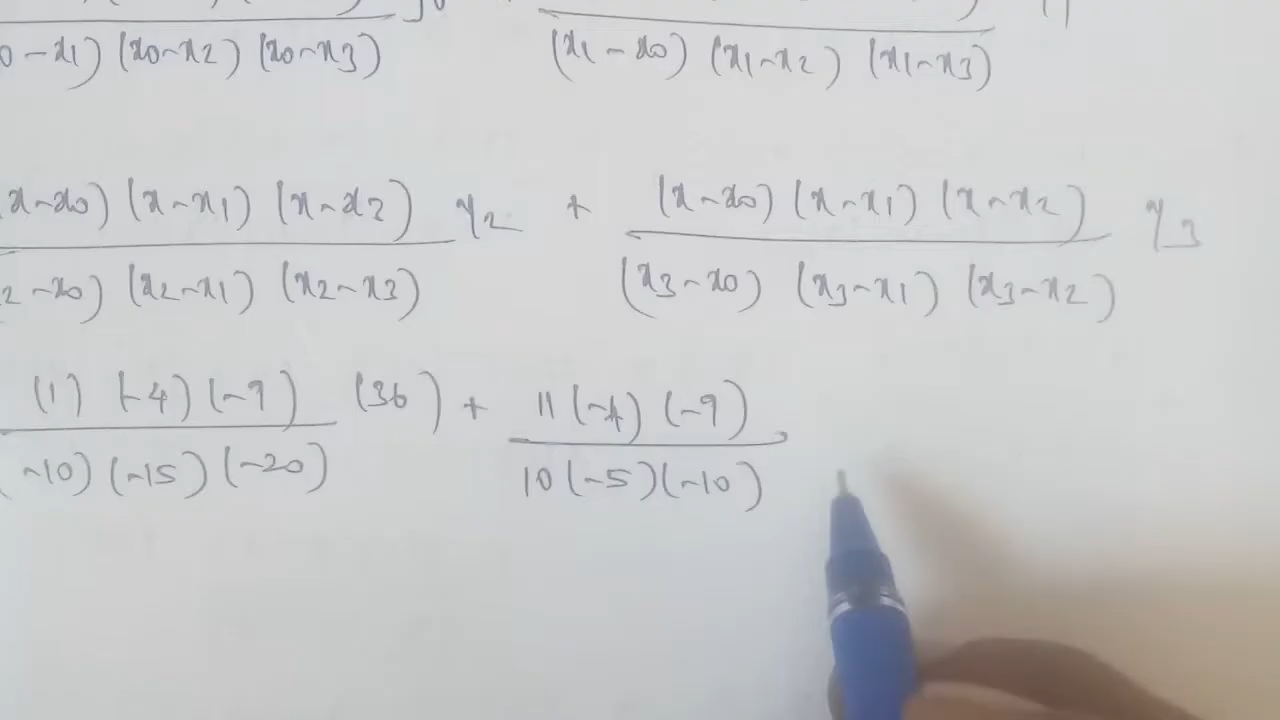 0-x1) (x0-x2) (x0-x3) (x1-x0) (x1-x2) (x1-x3)
x-x0) (x-x1) (x-x2) y2 + (x-x0) (x-x1) (x-x2) y3
2-x0) (x2-x1) (x2-x3) (x3-x0) (x3-x1) (x3-x2)
(1) (-4) (-9) (36) + 11 (-4) (-9)
(-10) (-15) (-20) 10 (-5) (-10)